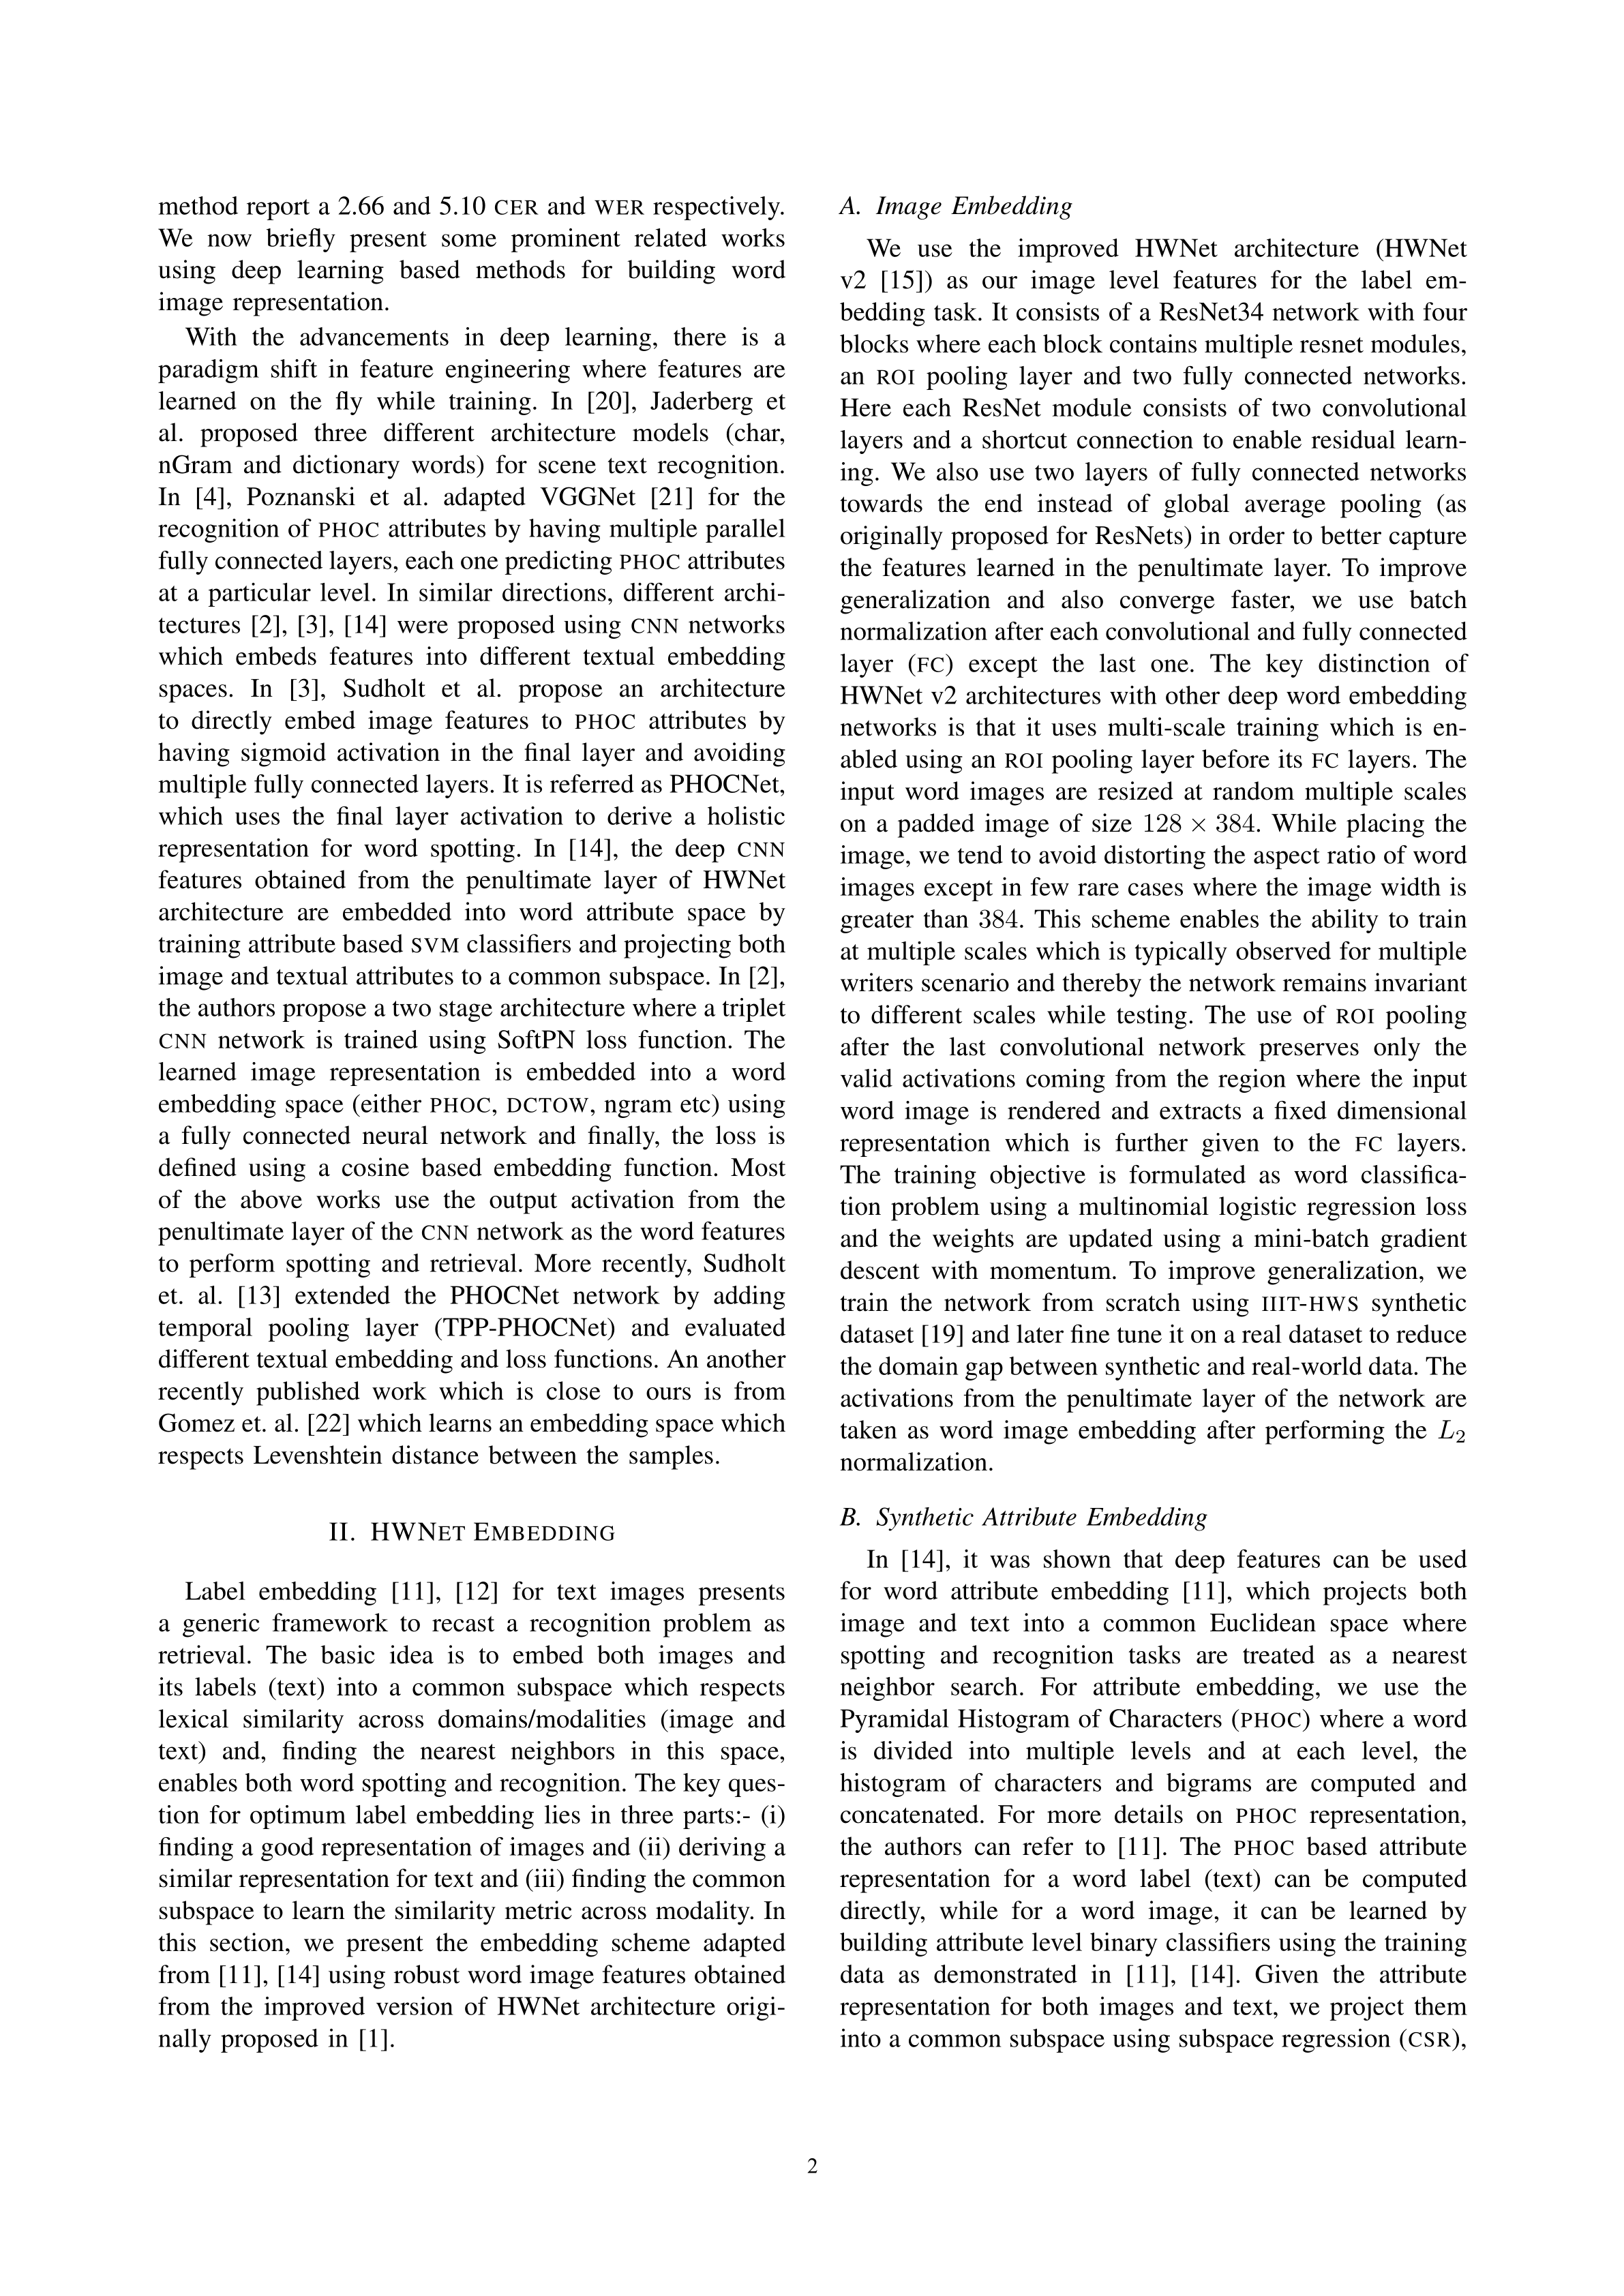 method report a 2.66 and 5.10 CER and WER respectively.
We now briefly present some prominent related works
using deep learning based methods for building word
image representation.
With the advancements in deep learning, there is a
paradigm shift in feature engineering where features are
learned on the fly while training. In [20], Jaderberg et
al. proposed three different architecture models (char,
nGram and dictionary words) for scene text recognition.
In [4], Poznanski et al. adapted VGGNet [21] for the
recognition of PHOC attributes by having multiple parallel
fully connected layers, each one predicting PHOC attributes
at a particular level. In similar directions, different archi-
tectures [2], [3], [14] were proposed using CNN networks
which embeds features into different textual embedding
spaces. In [3], Sudholt et al. propose an architecture
to directly embed image features to PHOC attributes by
having sigmoid activation in the final layer and avoiding
multiple fully connected layers. It is referred as PHOCNet,
which uses the final layer activation to derive a holistic
representation for word spotting. In [14], the deep CNN
features obtained from the penultimate layer of HWNet
architecture are embedded into word attribute space by
training attribute based SVM classifiers and projecting both
image and textual attributes to a common subspace. In [2],
the authors propose a two stage architecture where a triplet
CNN network is trained using SoftPN loss function. The
learned image representation is embedded into a word
embedding space (either PHOC, DCTOW, ngram etc) using
a fully connected neural network and finally, the loss is
defined using a cosine based embedding function. Most
of the above works use the output activation from the
penultimate layer of the CNN network as the word features
to perform spotting and retrieval. More recently, Sudholt
et. al. [13] extended the PHOCNet network by adding
temporal pooling layer (TPP-PHOCNet) and evaluated
different textual embedding and loss functions. An another
recently published work which is close to ours is from
Gomez et. al. [22] which learns an embedding space which
respects Levenshtein distance between the samples.
II. HWNET EMBEDDING
Label embedding [11], [12] for text images presents
a generic framework to recast a recognition problem as
retrieval. The basic idea is to embed both images and
its labels (text) into a common subspace which respects
lexical similarity across domains/modalities (image and
text) and, finding the nearest neighbors in this space,
enables both word spotting and recognition. The key ques-
tion for optimum label embedding lies in three parts:- (i)
finding a good representation of images and (ii) deriving a
similar representation for text and (iii) finding the common
subspace to learn the similarity metric across modality. In
this section, we present the embedding scheme adapted
from [11], [14] using robust word image features obtained
from the improved version of HWNet architecture origi-
nally proposed in [1].
A. Image Embedding
We use the improved HWNet architecture (HWNet
v2 [15]) as our image level features for the label em-
bedding task. It consists of a ResNet34 network with four
blocks where each block contains multiple resnet modules,
an ROI pooling layer and two fully connected networks.
Here each ResNet module consists of two convolutional
layers and a shortcut connection to enable residual learn-
ing. We also use two layers of fully connected networks
towards the end instead of global average pooling (as
originally proposed for ResNets) in order to better capture
the features learned in the penultimate layer. To improve
generalization and also converge faster, we use batch
normalization after each convolutional and fully connected
layer (FC) except the last one. The key distinction of
HWNet v2 architectures with other deep word embedding
networks is that it uses multi-scale training which is en-
abled using an ROI pooling layer before its FC layers. The
input word images are resized at random multiple scales
on a padded image of size 128 × 384. While placing the
image, we tend to avoid distorting the aspect ratio of word
images except in few rare cases where the image width is
greater than 384. This scheme enables the ability to train
at multiple scales which is typically observed for multiple
writers scenario and thereby the network remains invariant
to different scales while testing. The use of ROI pooling
after the last convolutional network preserves only the
valid activations coming from the region where the input
word image is rendered and extracts a fixed dimensional
representation which is further given to the FC layers.
The training objective is formulated as word classifica-
tion problem using a multinomial logistic regression loss
and the weights are updated using a mini-batch gradient
descent with momentum. To improve generalization, we
train the network from scratch using IIIT-HWS synthetic
dataset [19] and later fine tune it on a real dataset to reduce
the domain gap between synthetic and real-world data. The
activations from the penultimate layer of the network are
taken as word image embedding after performing the L₂
normalization.
B. Synthetic Attribute Embedding
In [14], it was shown that deep features can be used
for word attribute embedding [11], which projects both
image and text into a common Euclidean space where
spotting and recognition tasks are treated as a nearest
neighbor search. For attribute embedding, we use the
Pyramidal Histogram of Characters (PHOC) where a word
is divided into multiple levels and at each level, the
histogram of characters and bigrams are computed and
concatenated. For more details on PHOC representation,
the authors can refer to [11]. The PHOC based attribute
representation for a word label (text) can be computed
directly, while for a word image, it can be learned by
building attribute level binary classifiers using the training
data as demonstrated in [11], [14]. Given the attribute
representation for both images and text, we project them
into a common subspace using subspace regression (CSR),
2